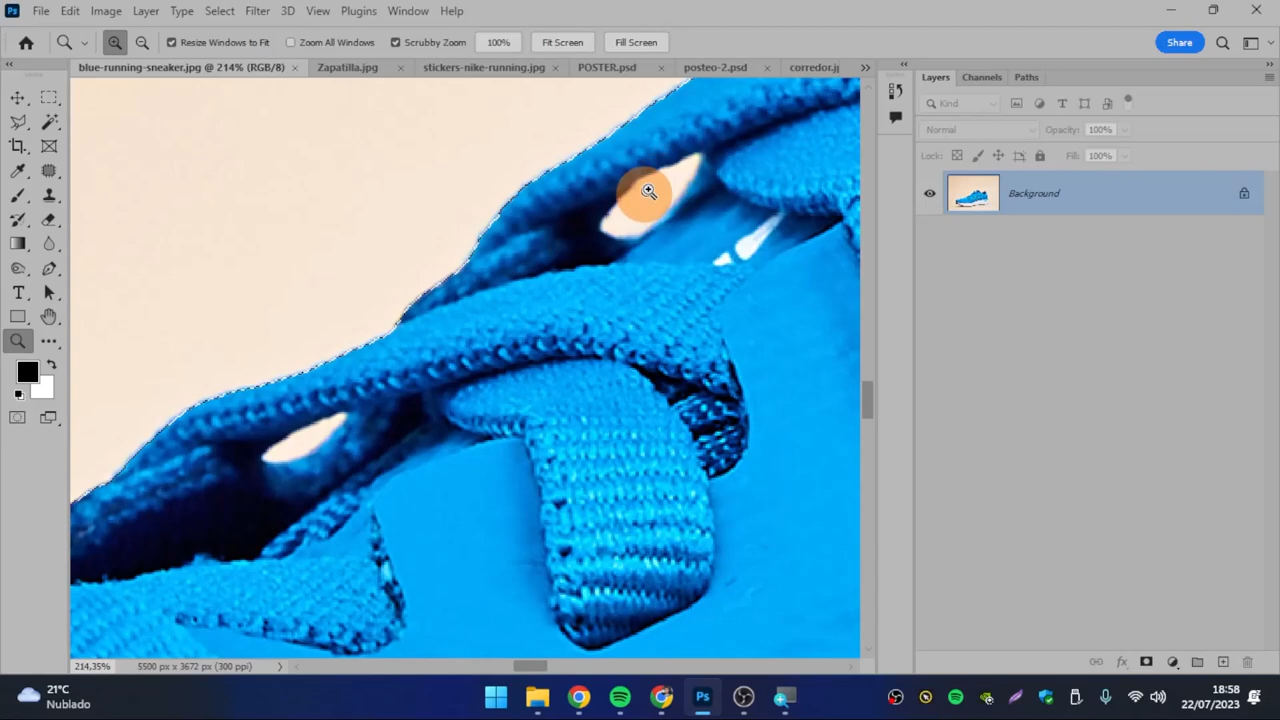 Ps File Edit Image Layer Type Select Filter 3D View Plugins Window Help
Resize Windows to Fit Zoom All Windows Scrubby Zoom 100% Fit Screen Fill Screen Share
blue-running-sneaker.jpg @ 214% (RGB/8) × Zapatilla.jpg × stickers-nike-running.jpg × POSTER.psd × posteo-2.psd × corredor.j
Layers Channels Paths
Kind
Normal Opacity: 100%
Lock: Fill: 100%
Background
T
214,35% 5500 px x 3672 px (300 ppi)
21°C
Nublado
Ps
18:58
22/07/2023